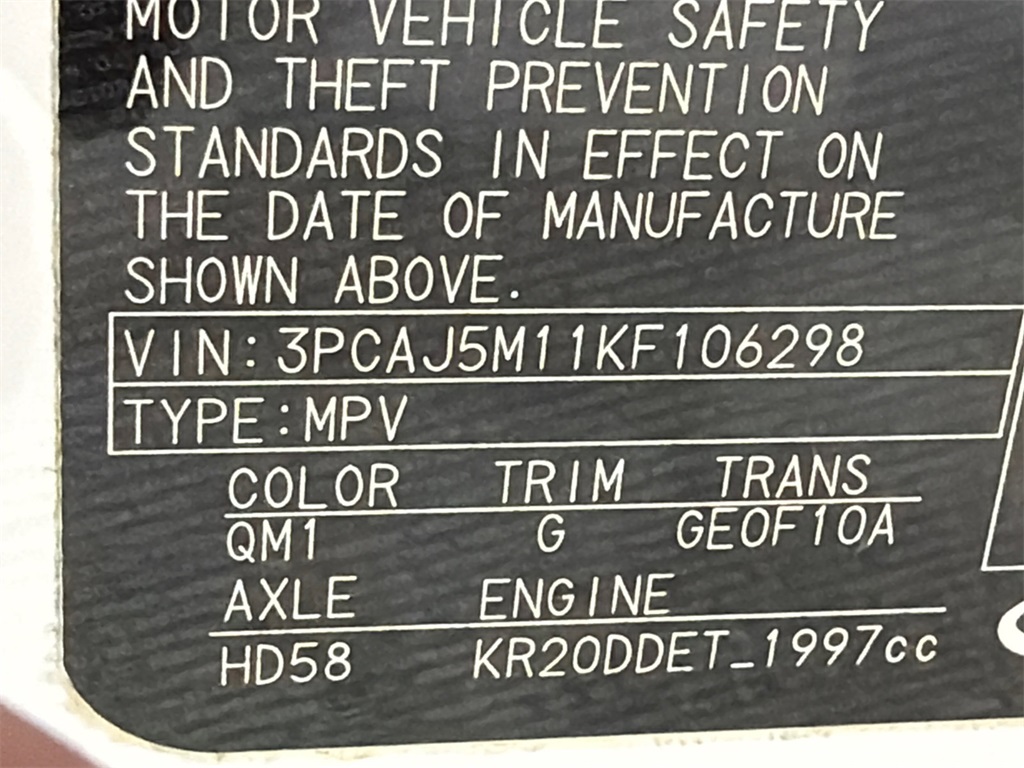 MOTOR VEHICLE SAFETY
AND THEFT PREVENTION
STANDARDS IN EFFECT ON
THE DATE OF MANUFACTURE
SHOWN ABOVE.
VIN:3PCAJ5M11KF106298
TYPE:MPV
COLOR TRIM TRANS
QM1 G GE0F10A
AXLE ENGINE
HD58 KR20DDET_1997cc